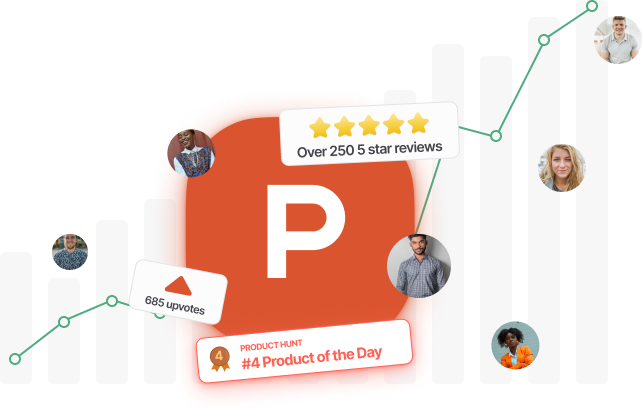 Over 250 5 star reviews
P
685 upvotes
4
PRODUCT HUNT
#4 Product of the Day